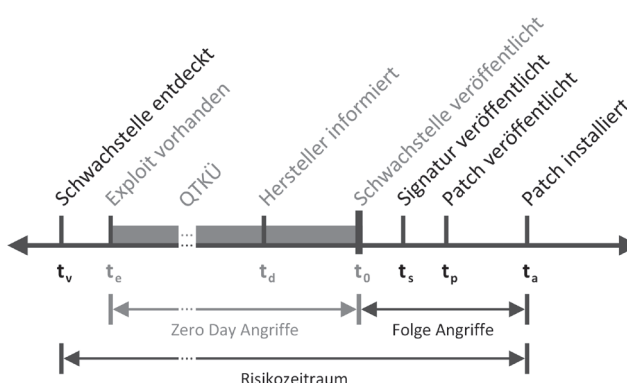 Schwachstelle entdeckt
Exploit vorhanden
QTKÜ
Hersteller informiert
Schwachstelle veröffentlicht
Signatur veröffentlicht
Patch veröffentlicht
Patch installiert
...
tv te td t0 ts tp ta
... Zero Day Angriffe
Folge Angriffe
...
Risikozeitraum